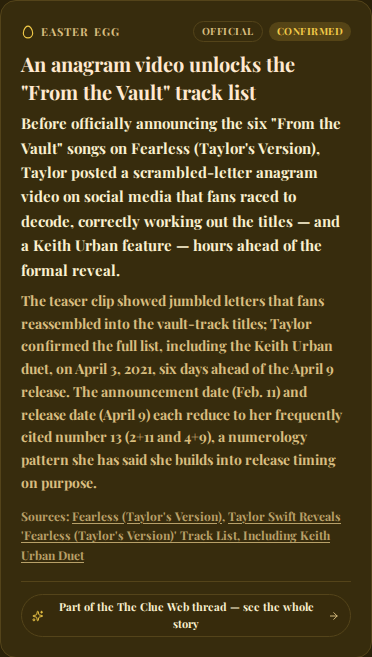 EASTER EGG
OFFICIAL
CONFIRMED
An anagram video unlocks the
"From the Vault" track list
Before officially announcing the six "From the
Vault" songs on Fearless (Taylor's Version),
Taylor posted a scrambled-letter anagram
video on social media that fans raced to
decode, correctly working out the titles — and
a Keith Urban feature — hours ahead of the
formal reveal.
The teaser clip showed jumbled letters that fans
reassembled into the vault-track titles; Taylor
confirmed the full list, including the Keith Urban
duet, on April 3, 2021, six days ahead of the April 9
release. The announcement date (Feb. 11) and
release date (April 9) each reduce to her frequently
cited number 13 (2+11 and 4+9), a numerology
pattern she has said she builds into release timing
on purpose.
Sources: Fearless (Taylor's Version), Taylor Swift Reveals
'Fearless (Taylor's Version)' Track List, Including Keith
Urban Duet
Part of the The Clue Web thread — see the whole
story